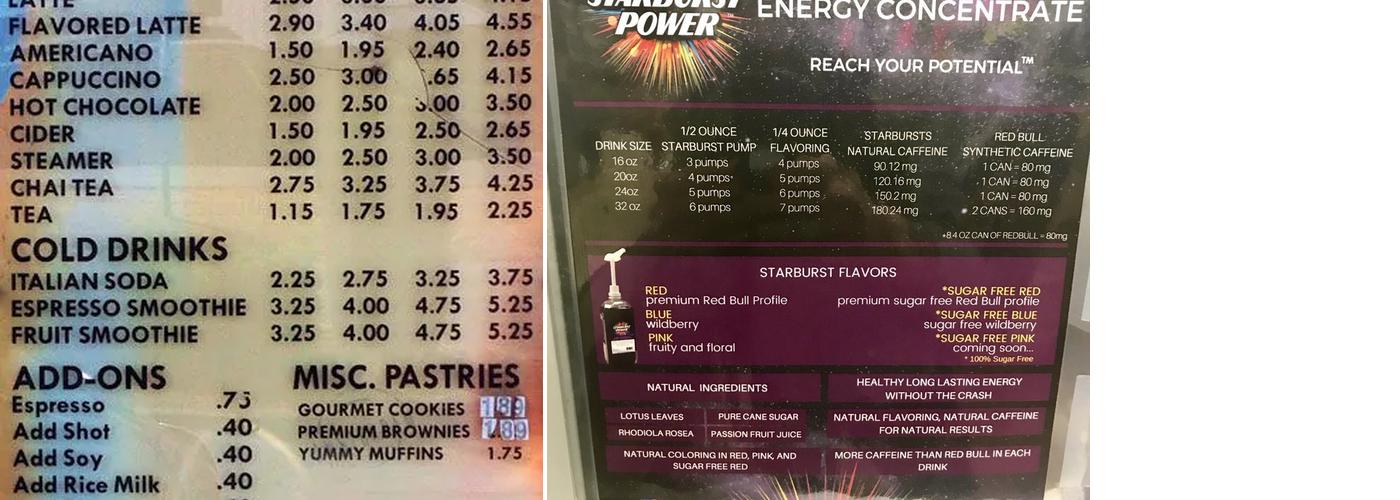 FLAVORED LATTE 2.90 3.40 4.05 4.55
AMERICANO 1.50 1.95 2.40 2.65
CAPPUCCINO 2.50 3.00 .65 4.15
HOT CHOCOLATE 2.00 2.50 3.00 3.50
CIDER 1.50 1.95 2.50 2.65
STEAMER 2.00 2.50 3.00 3.50
CHAI TEA 2.75 3.25 3.75 4.25
TEA 1.15 1.75 1.95 2.25
COLD DRINKS
ITALIAN SODA 2.25 2.75 3.25 3.75
ESPRESSO SMOOTHIE 3.25 4.00 4.75 5.25
FRUIT SMOOTHIE 3.25 4.00 4.75 5.25
ADD-ONS
Espresso .75
Add Shot .40
Add Soy .40
Add Rice Milk .40
MISC. PASTRIES
GOURMET COOKIES 1.89
PREMIUM BROWNIES 1.89
YUMMY MUFFINS 1.75
STARBURST
POWER
ENERGY CONCENTRATE
REACH YOUR POTENTIAL™
DRINK SIZE 1/2 OUNCE STARBURST PUMP 1/4 OUNCE FLAVORING STARBURSTS NATURAL CAFFEINE RED BULL SYNTHETIC CAFFEINE
16 oz 3 pumps 4 pumps 90.12 mg 1 CAN = 80 mg
20oz 4 pumps 5 pumps 120.16 mg 1 CAN = 80 mg
24oz 5 pumps 6 pumps 150.2 mg 1 CAN = 80 mg
32 oz 6 pumps 7 pumps 180.24 mg 2 CANS = 160 mg
*8.4 OZ CAN OF REDBULL = 80mg
STARBURST FLAVORS
RED
premium Red Bull Profile
BLUE
wildberry
PINK
fruity and floral
*SUGAR FREE RED
premium sugar free Red Bull profile
*SUGAR FREE BLUE
sugar free wildberry
*SUGAR FREE PINK
coming soon...
* 100% Sugar Free
NATURAL INGREDIENTS
LOTUS LEAVES PURE CANE SUGAR
RHODIOLA ROSEA PASSION FRUIT JUICE
NATURAL COLORING IN RED, PINK, AND
SUGAR FREE RED
HEALTHY LONG LASTING ENERGY
WITHOUT THE CRASH
NATURAL FLAVORING, NATURAL CAFFEINE
FOR NATURAL RESULTS
MORE CAFFEINE THAN RED BULL IN EACH
DRINK